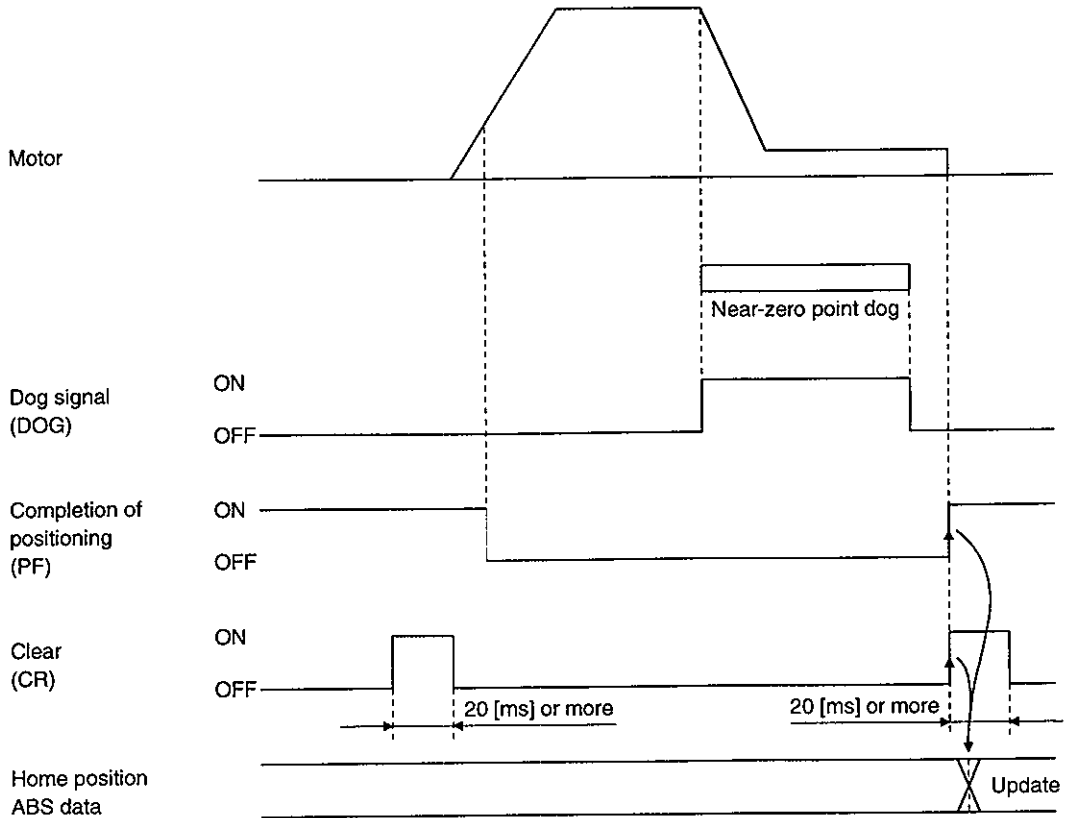 Motor
Near-zero point dog
Dog signal
(DOG)
ON
OFF
Completion of
positioning
(PF)
ON
OFF
Clear
(CR)
ON
OFF
20 [ms] or more
20 [ms] or more
Home position
ABS data
Update